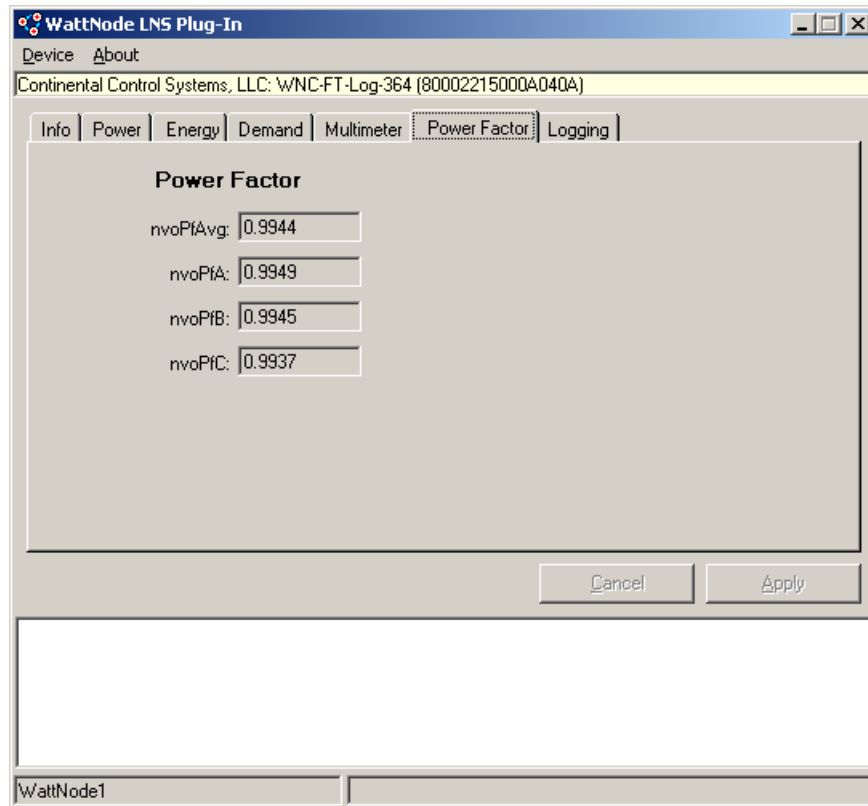 WattNode LNS Plug-In
Device About
Continental Control Systems, LLC: WNC-FT-Log-364 (80002215000A040A)
Info Power Energy Demand Multimeter Power Factor Logging
Power Factor
nvoPfAvg: 0.9944
nvoPfA: 0.9949
nvoPfB: 0.9945
nvoPfC: 0.9937
Cancel Apply
WattNode1